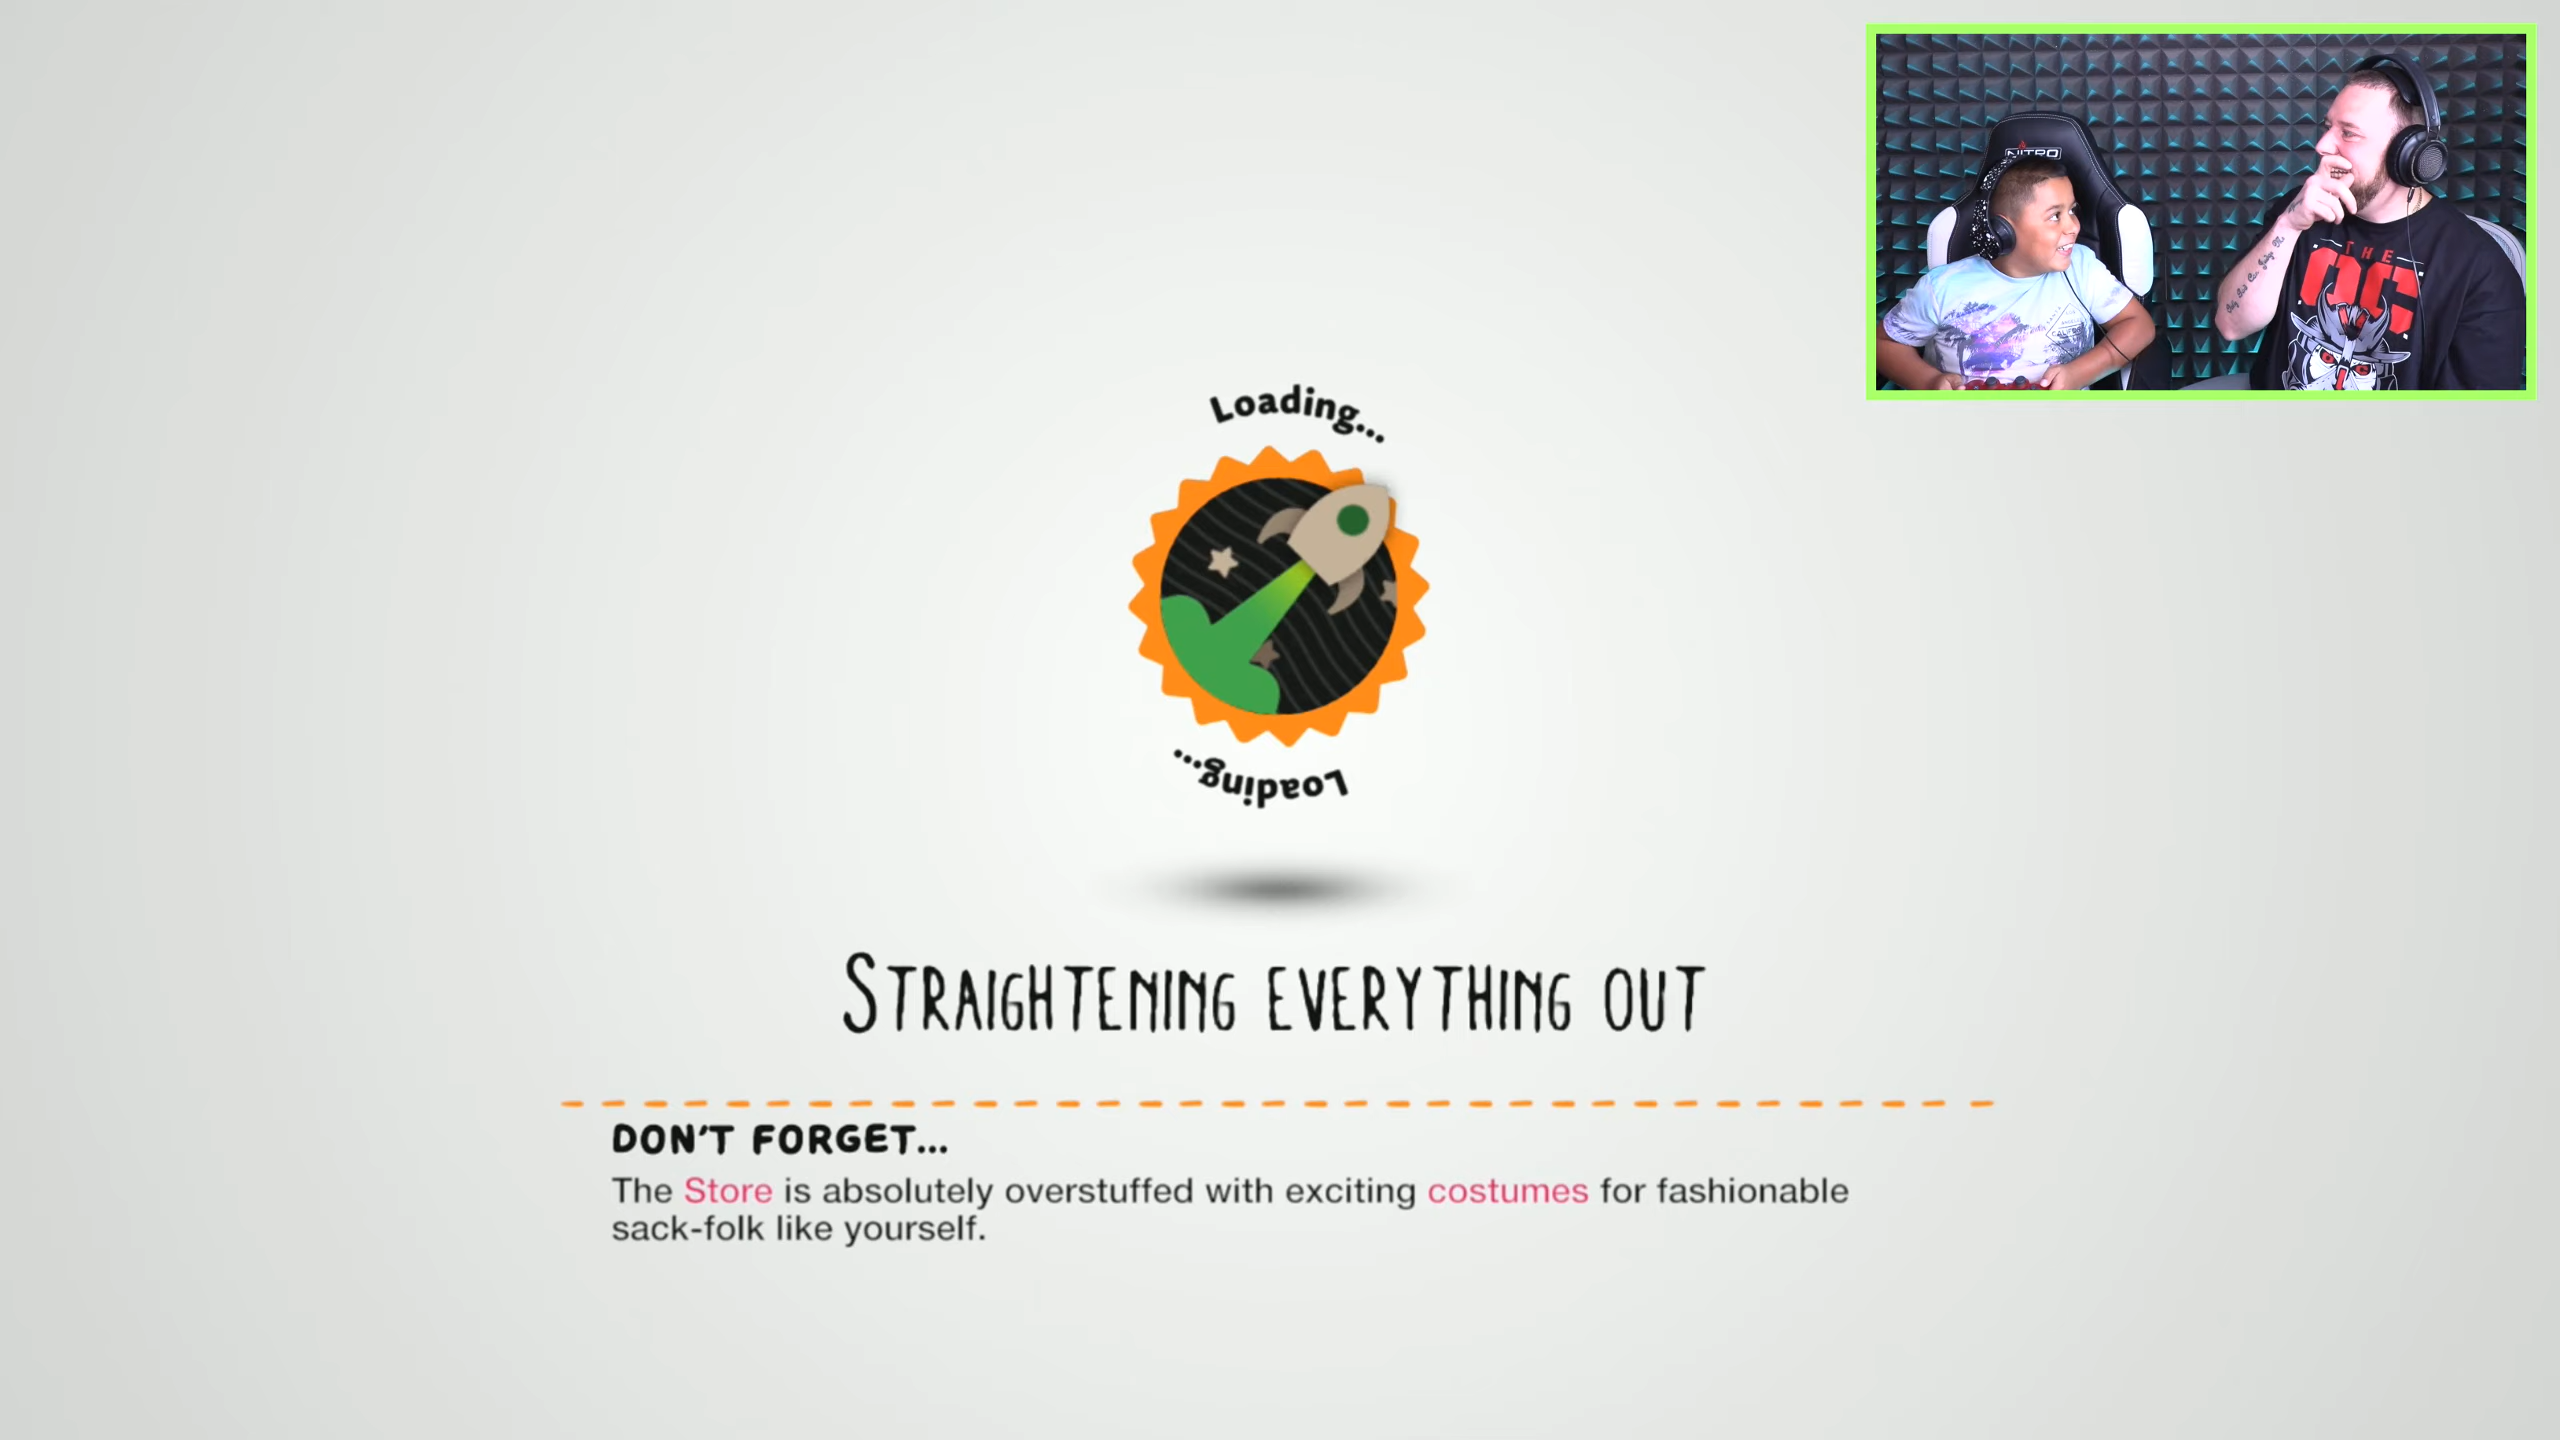 NITRO
THE
OG
Loading...
Loading...
Straightening everything out
DON'T FORGET...
The Store is absolutely overstuffed with exciting costumes for fashionable
sack-folk like yourself.